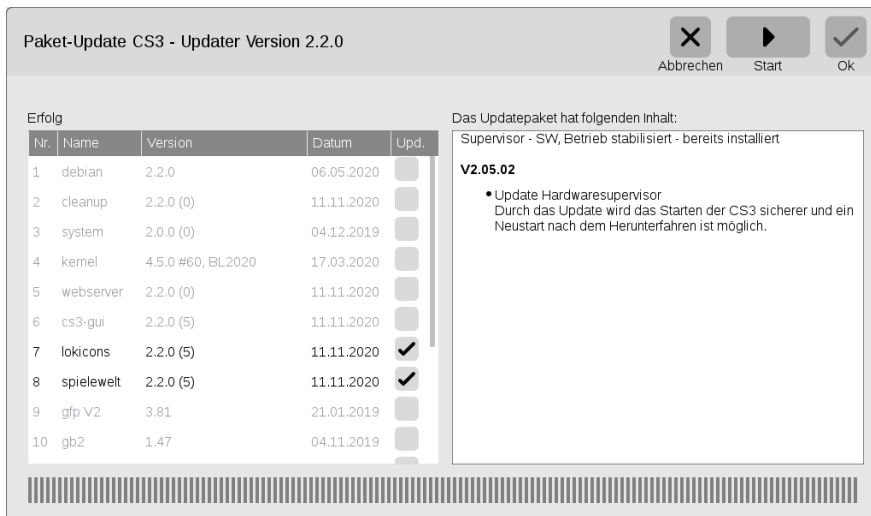 Paket-Update CS3 - Updater Version 2.2.0
Abbrechen
Start
Ok
Erfolg
Nr. Name Version Datum Upd.
1 debian 2.2.0 06.05.2020
2 cleanup 2.2.0 (0) 11.11.2020
3 system 2.0.0 (0) 04.12.2019
4 kernel 4.5.0 #60, BL2020 17.03.2020
5 webserver 2.2.0 (0) 11.11.2020
6 cs3-gui 2.2.0 (5) 11.11.2020
7 lokicons 2.2.0 (5) 11.11.2020
8 spielewelt 2.2.0 (5) 11.11.2020
9 gfp V2 3.81 21.01.2019
10 gb2 1.47 04.11.2019
Das Updatepaket hat folgenden Inhalt:
Supervisor - SW, Betrieb stabilisiert - bereits installiert
V2.05.02
• Update Hardwaresupervisor
Durch das Update wird das Starten der CS3 sicherer und ein
Neustart nach dem Herunterfahren ist möglich.